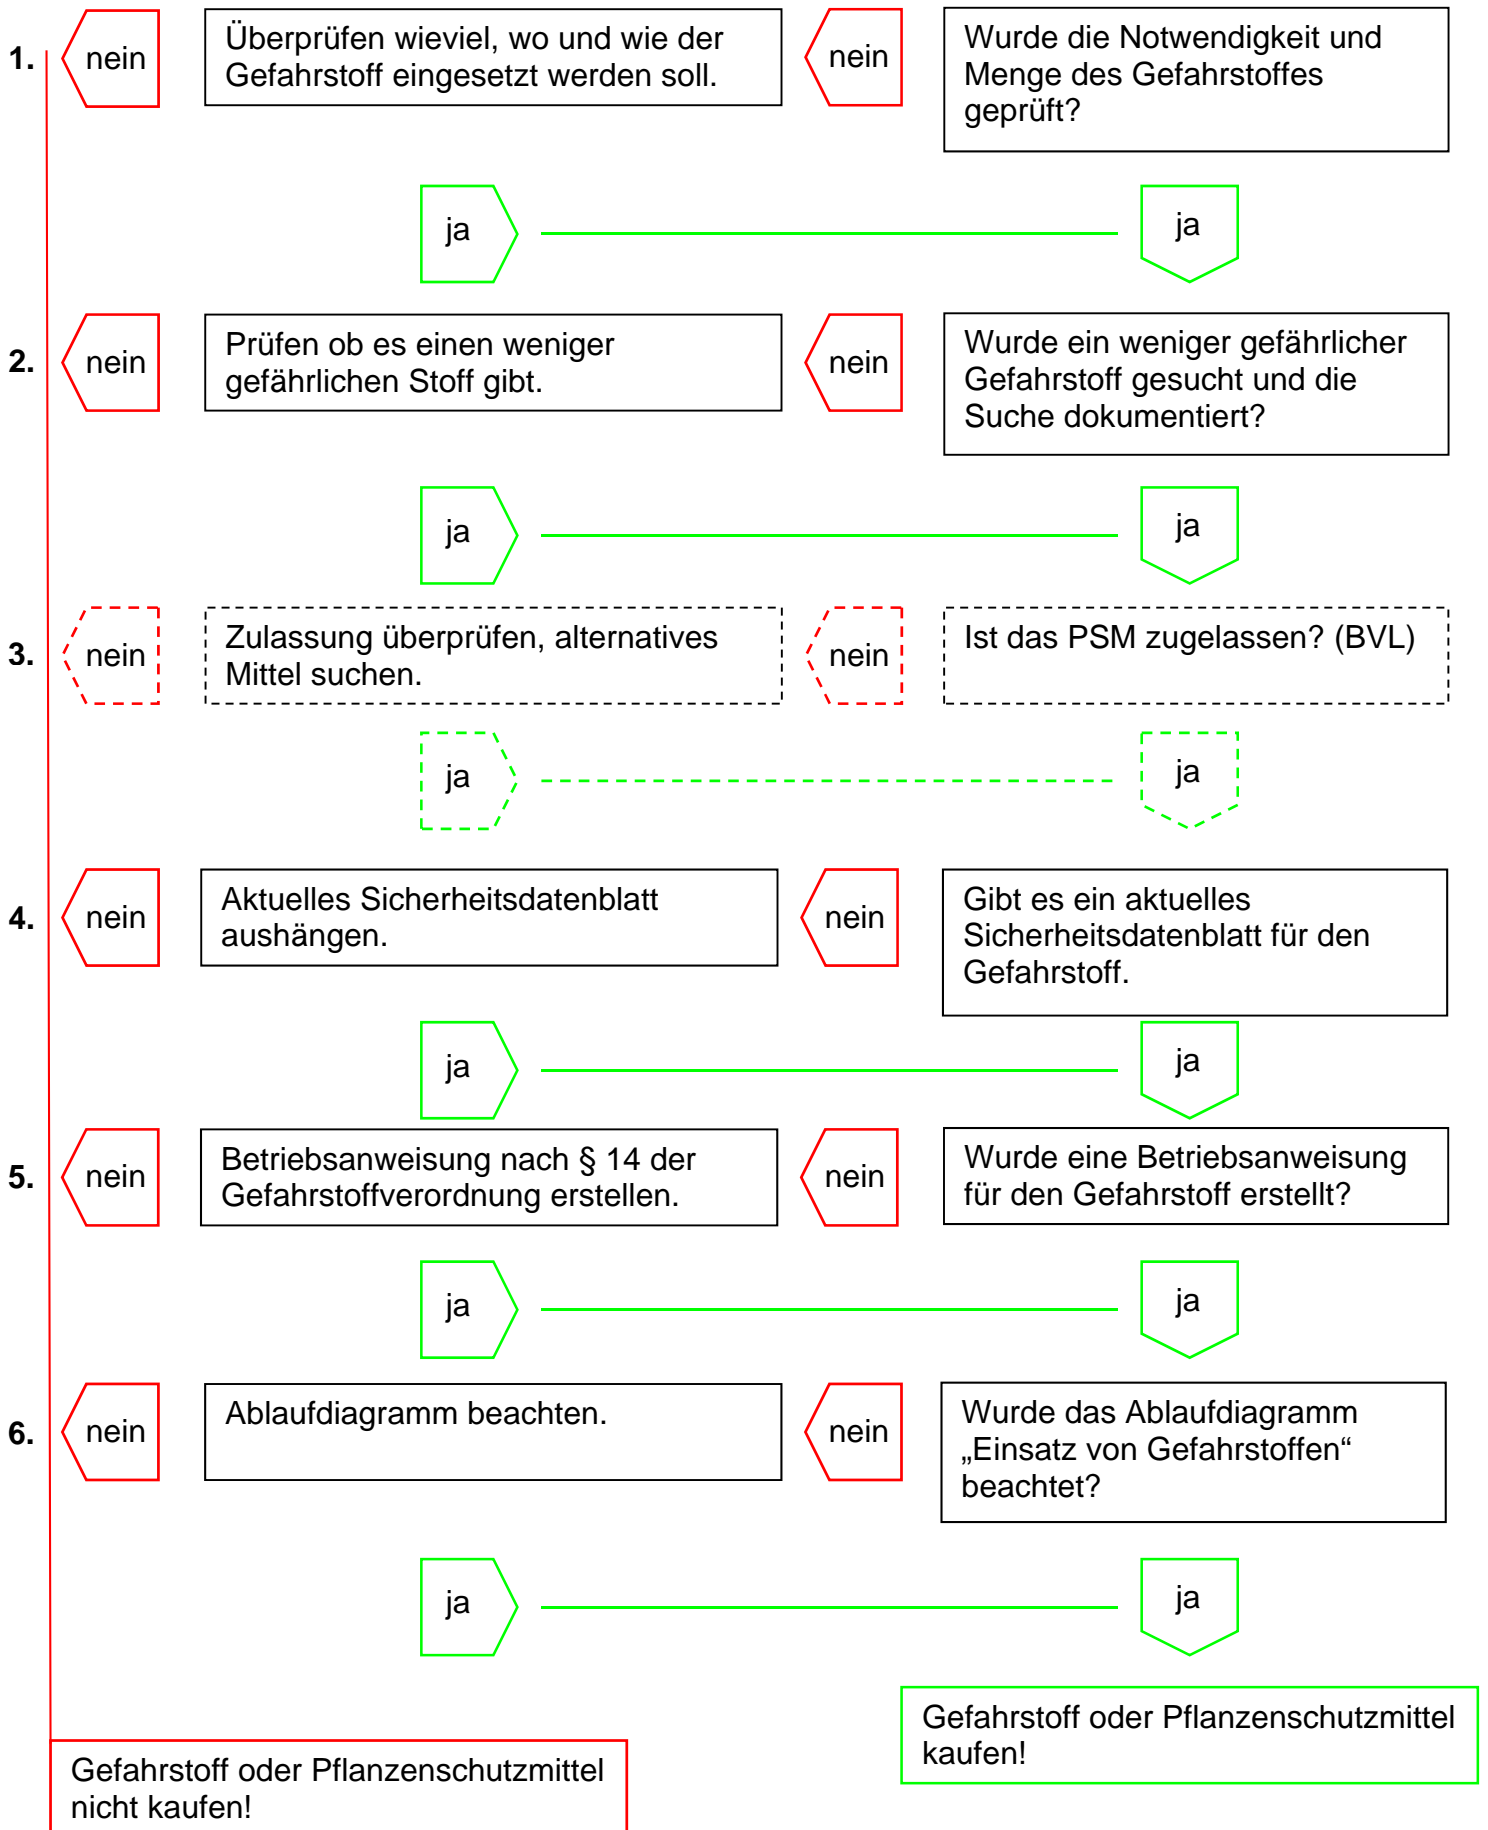 1.
nein
Überprüfen wieviel, wo und wie der
Gefahrstoff eingesetzt werden soll.
nein
Wurde die Notwendigkeit und
Menge des Gefahrstoffes
geprüft?
ja
ja
2.
nein
Prüfen ob es einen weniger
gefährlichen Stoff gibt.
nein
Wurde ein weniger gefährlicher
Gefahrstoff gesucht und die
Suche dokumentiert?
ja
ja
3.
nein
Zulassung überprüfen, alternatives
Mittel suchen.
nein
Ist das PSM zugelassen? (BVL)
ja
ja
4.
nein
Aktuelles Sicherheitsdatenblatt
aushängen.
nein
Gibt es ein aktuelles
Sicherheitsdatenblatt für den
Gefahrstoff.
ja
ja
5.
nein
Betriebsanweisung nach § 14 der
Gefahrstoffverordnung erstellen.
nein
Wurde eine Betriebsanweisung
für den Gefahrstoff erstellt?
ja
ja
6.
nein
Ablaufdiagramm beachten.
nein
Wurde das Ablaufdiagramm
„Einsatz von Gefahrstoffen“
beachtet?
ja
ja
Gefahrstoff oder Pflanzenschutzmittel
kaufen!
Gefahrstoff oder Pflanzenschutzmittel
nicht kaufen!